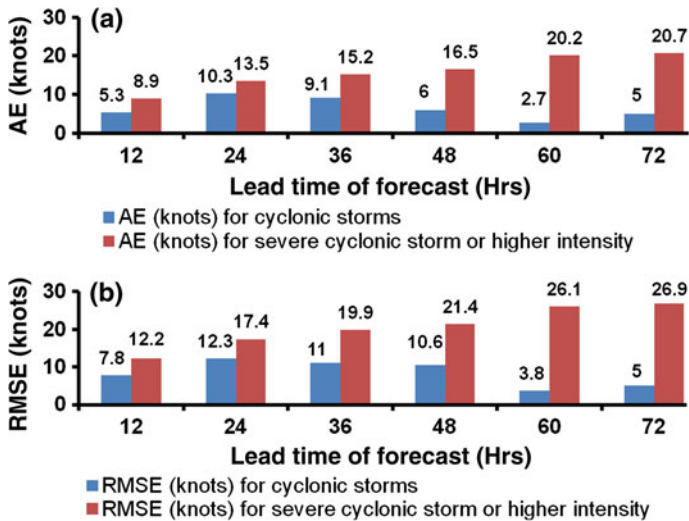 (a)
AE (knots)
30
20
10
0
5.3 8.9 10.3 13.5 9.1 15.2 6 16.5 2.7 20.2 5 20.7
12 24 36 48 60 72
Lead time of forecast (Hrs)
AE (knots) for cyclonic storms
AE (knots) for severe cyclonic storm or higher intensity
(b)
RMSE (knots)
30
20
10
0
7.8 12.2 12.3 17.4 11 19.9 10.6 21.4 3.8 26.1 5 26.9
12 24 36 48 60 72
Lead time of forecast (Hrs)
RMSE (knots) for cyclonic storms
RMSE (knots) for severe cyclonic storm or higher intensity